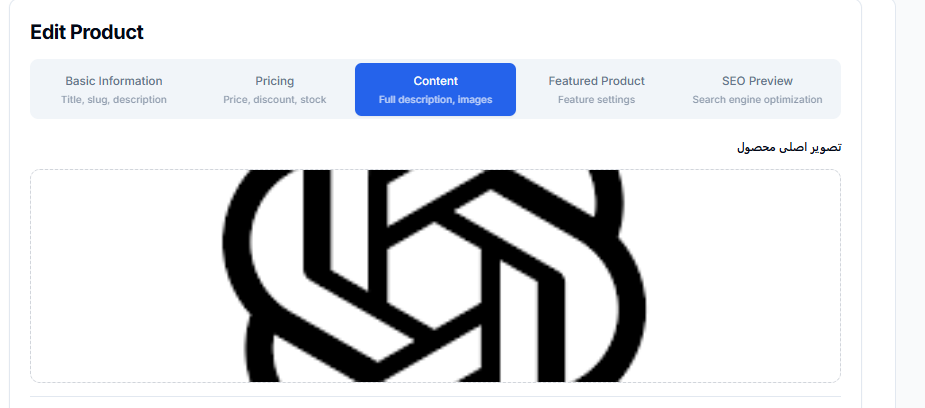 Edit Product
Basic Information
Title, slug, description
Pricing
Price, discount, stock
Content
Full description, images
Featured Product
Feature settings
SEO Preview
Search engine optimization
تصویر اصلی محصول